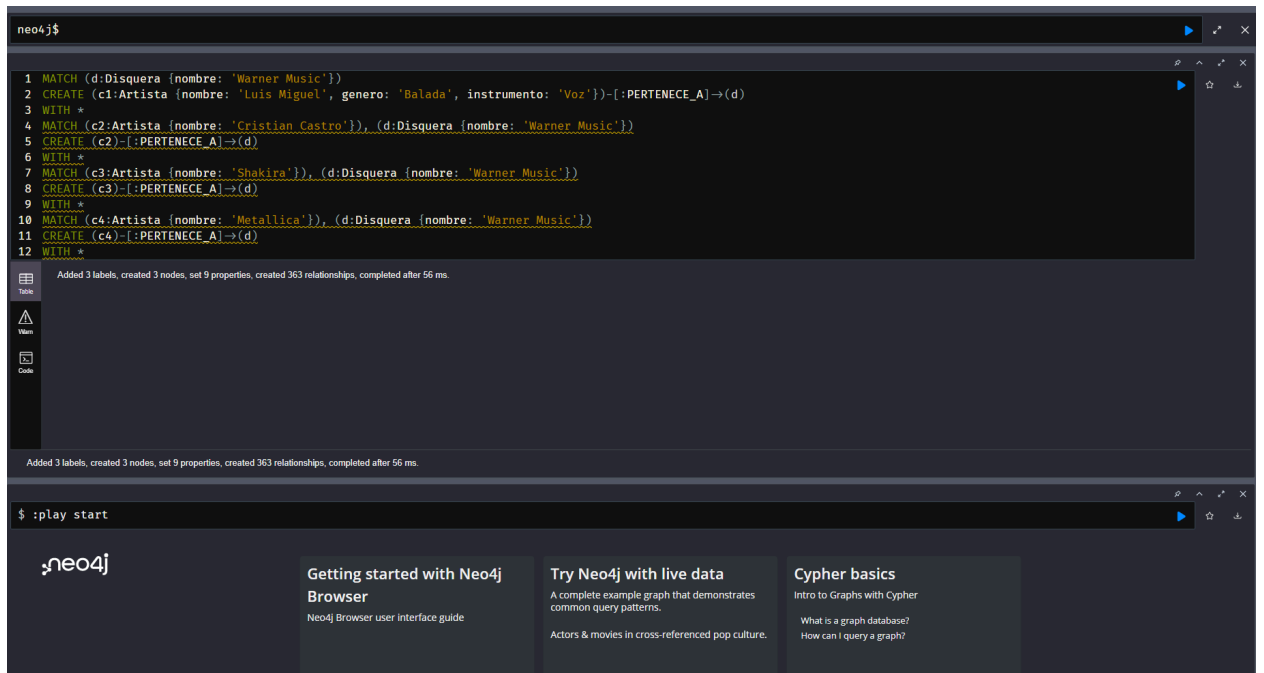 neo4j$
1 MATCH (d:Disquera {nombre: 'Warner Music'})
2 CREATE (c1:Artista {nombre: 'Luis Miguel', genero: 'Balada', instrumento: 'Voz'})-[:PERTENECE_A]→(d)
3 WITH *
4 MATCH (c2:Artista {nombre: 'Cristian Castro'}), (d:Disquera {nombre: 'Warner Music'})
5 CREATE (c2)-[:PERTENECE_A]→(d)
6 WITH *
7 MATCH (c3:Artista {nombre: 'Shakira'}), (d:Disquera {nombre: 'Warner Music'})
8 CREATE (c3)-[:PERTENECE_A]→(d)
9 WITH *
10 MATCH (c4:Artista {nombre: 'Metallica'}), (d:Disquera {nombre: 'Warner Music'})
11 CREATE (c4)-[:PERTENECE_A]→(d)
12 WITH *
Table
Added 3 labels, created 3 nodes, set 9 properties, created 363 relationships, completed after 56 ms.
Warn
Code
Added 3 labels, created 3 nodes, set 9 properties, created 363 relationships, completed after 56 ms.
$ :play start
neo4j
Getting started with Neo4j
Browser
Neo4j Browser user interface guide
Try Neo4j with live data
A complete example graph that demonstrates
common query patterns.
Actors & movies in cross-referenced pop culture.
Cypher basics
Intro to Graphs with Cypher
What is a graph database?
How can I query a graph?